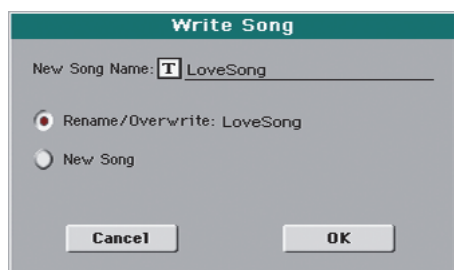 Write Song
New Song Name: T LoveSong
Rename/Overwrite: LoveSong
New Song
Cancel OK